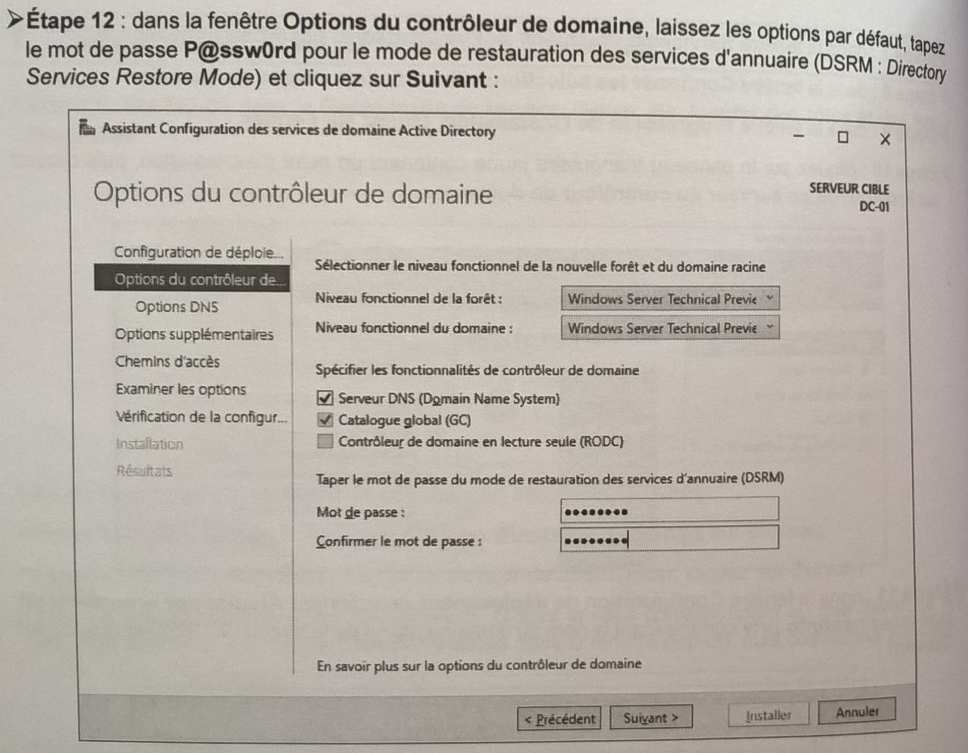 ➢Étape 12 : dans la fenêtre Options du contrôleur de domaine, laissez les options par défaut, tapez
le mot de passe P@ssw0rd pour le mode de restauration des services d'annuaire (DSRM : Directory
Services Restore Mode) et cliquez sur Suivant :
Assistant Configuration des services de domaine Active Directory
Options du contrôleur de domaine
SERVEUR CIBLE
DC-01
Configuration de déploie...
Options du contrôleur de...
Options DNS
Options supplémentaires
Chemins d'accès
Examiner les options
Vérification de la configur...
Installation
Résultats
Sélectionner le niveau fonctionnel de la nouvelle forêt et du domaine racine
Niveau fonctionnel de la forêt : Windows Server Technical Previe
Niveau fonctionnel du domaine : Windows Server Technical Previe
Spécifier les fonctionnalités de contrôleur de domaine
Serveur DNS (Domain Name System)
Catalogue global (GC)
Contrôleur de domaine en lecture seule (RODC)
Taper le mot de passe du mode de restauration des services d'annuaire (DSRM)
Mot de passe : ●●●●●●●●
Confirmer le mot de passe : ●●●●●●●●
En savoir plus sur la options du contrôleur de domaine
< Précédent Suivant > Installer Annuler